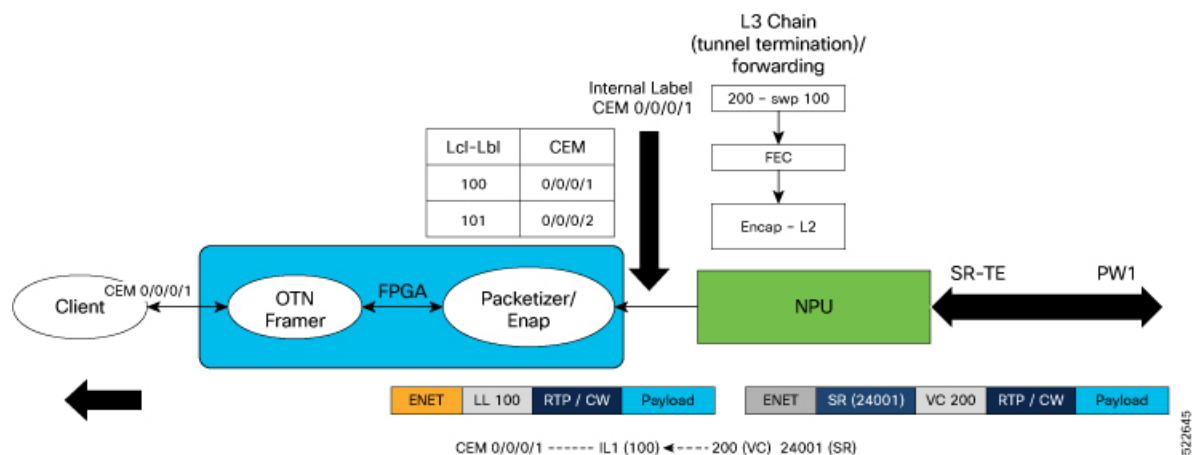 L3 Chain
(tunnel termination)/
forwarding
Internal Label
CEM 0/0/0/1
200 - swp 100
Lcl-Lbl CEM
100 0/0/0/1
101 0/0/0/2
FEC
Encap - L2
Client
CEM 0/0/0/1
OTN
Framer
FPGA
Packetizer/
Enap
NPU
SR-TE PW1
ENET LL 100 RTP / CW Payload
ENET SR (24001) VC 200 RTP / CW Payload
CEM 0/0/0/1 ------ IL1 (100) ◄---- 200 (VC) 24001 (SR)
522645